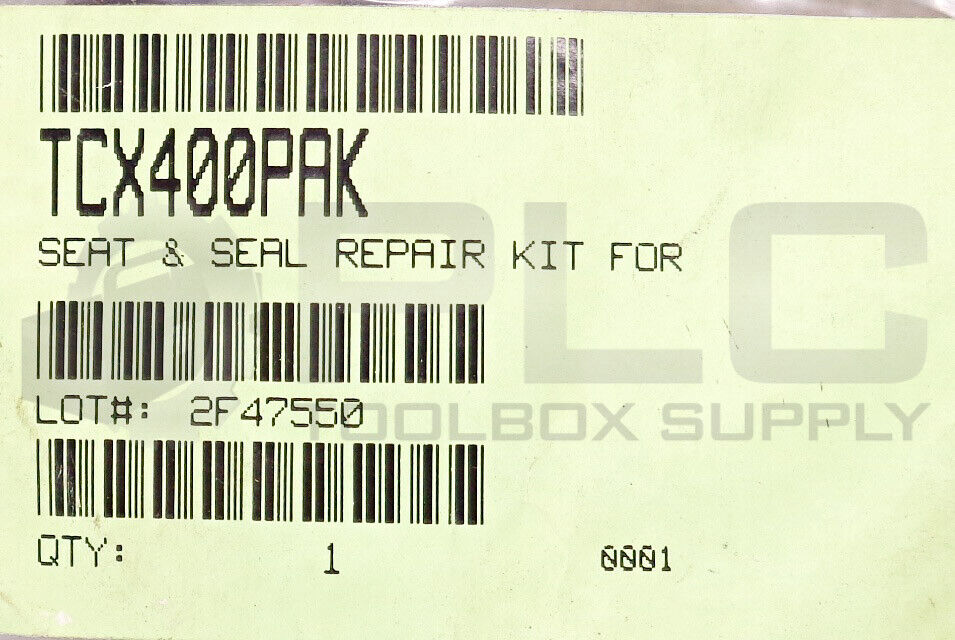 TCX400PAK
SEAT & SEAL REPAIR KIT FOR
LOT#: 2F47550
QTY: 1 0001
PLC
TOOLBOX SUPPLY